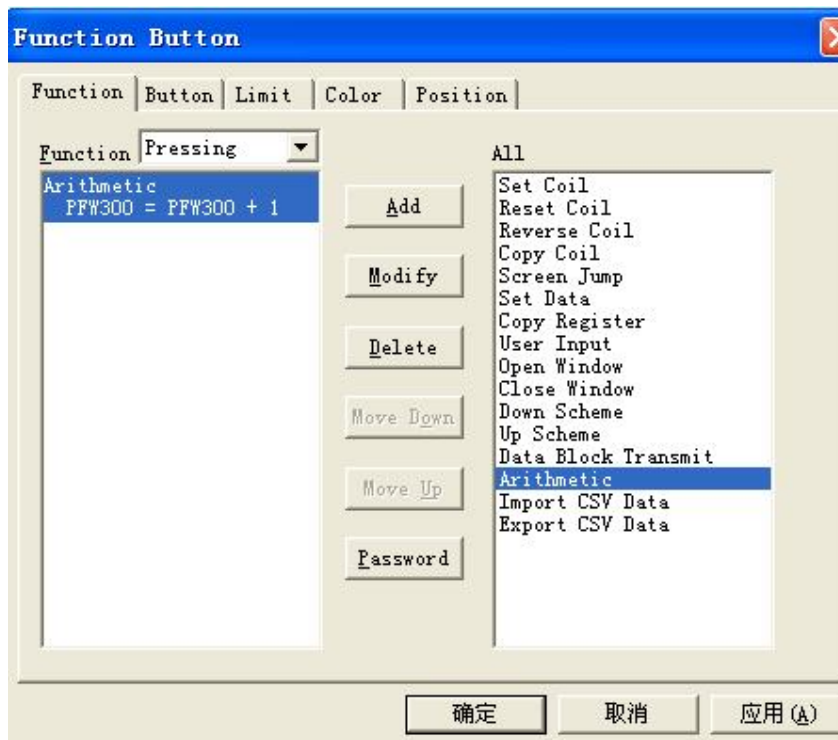 Function Button
Function Button Limit Color Position
Function Pressing
All
Arithmetic
PFW300 = PFW300 + 1
Add
Modify
Delete
Move Down
Move Up
Password
Set Coil
Reset Coil
Reverse Coil
Copy Coil
Screen Jump
Set Data
Copy Register
User Input
Open Window
Close Window
Down Scheme
Up Scheme
Data Block Transmit
Arithmetic
Import CSV Data
Export CSV Data
确定 取消 应用(A)